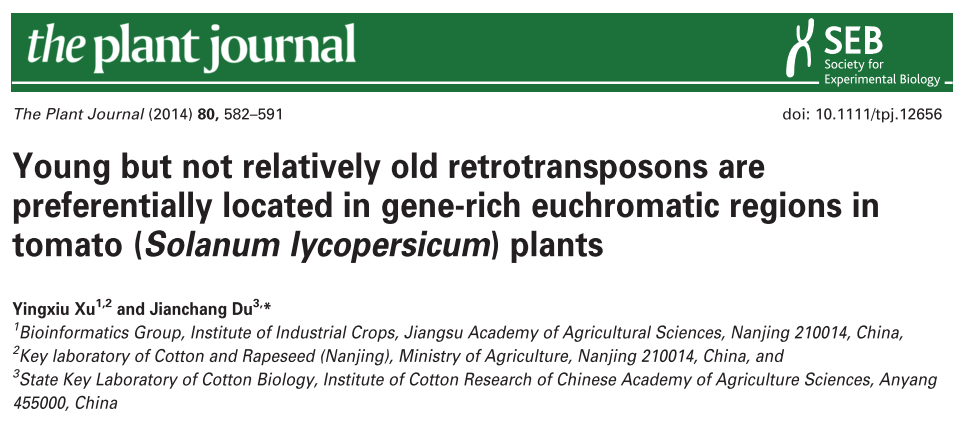 the plant journal
SEB
Society for
Experimental Biology
The Plant Journal (2014) 80, 582–591
doi: 10.1111/tpj.12656
Young but not relatively old retrotransposons are
preferentially located in gene-rich euchromatic regions in
tomato (Solanum lycopersicum) plants
Yingxiu Xu1,2 and Jianchang Du3,*
1Bioinformatics Group, Institute of Industrial Crops, Jiangsu Academy of Agricultural Sciences, Nanjing 210014, China,
2Key laboratory of Cotton and Rapeseed (Nanjing), Ministry of Agriculture, Nanjing 210014, China, and
3State Key Laboratory of Cotton Biology, Institute of Cotton Research of Chinese Academy of Agriculture Sciences, Anyang
455000, China